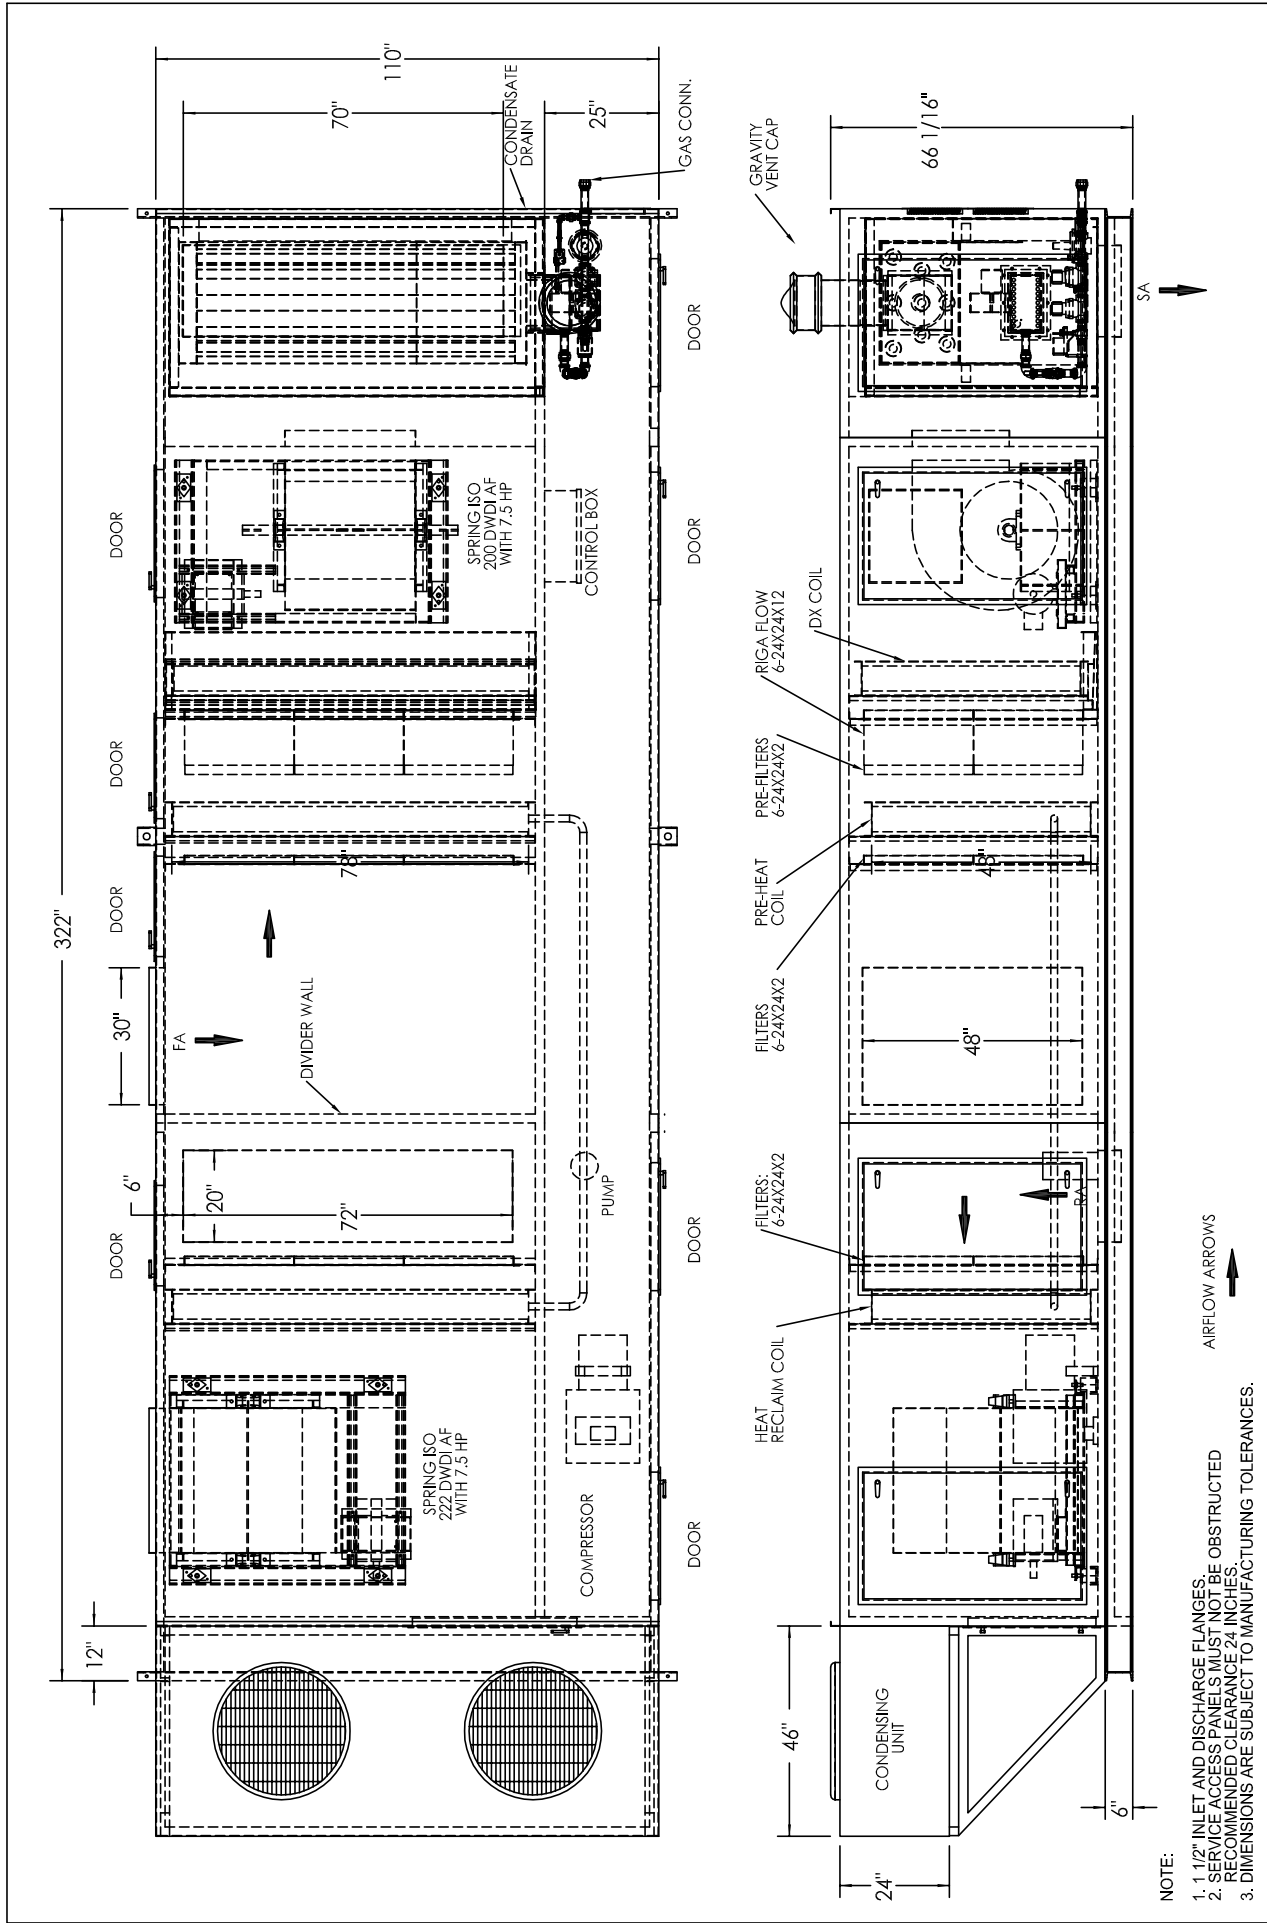 322"
12"
6"
20"
72"
30"
78"
110"
70"
25"
DOOR
DOOR
DOOR
DOOR
FA
DIVIDER WALL
SPRING ISO
222 DWDI AF
WITH 7.5 HP
COMPRESSOR
PUMP
SPRING ISO
200 DWDI AF
WITH 7.5 HP
CONTROL BOX
CONDENSATE
DRAIN
GAS CONN.
DOOR
DOOR
DOOR
DOOR
46"
24"
6"
CONDENSING
UNIT
HEAT
RECLAIM COIL
FILTERS:
6-24X24X2
FILTERS
6-24X24X2
PRE-HEAT
COIL
PRE-FILTERS
6-24X24X2
RIGA FLOW
6-24X24X12
DX COIL
GRAVITY
VENT CAP
66 1/16"
48"
48"
RA
SA
AIRFLOW ARROWS
NOTE:
1. 1 1/2" INLET AND DISCHARGE FLANGES.
2. SERVICE ACCESS PANELS MUST NOT BE OBSTRUCTED
RECOMMENDED CLEARANCE 24 INCHES.
3. DIMENSIONS ARE SUBJECT TO MANUFACTURING TOLERANCES.